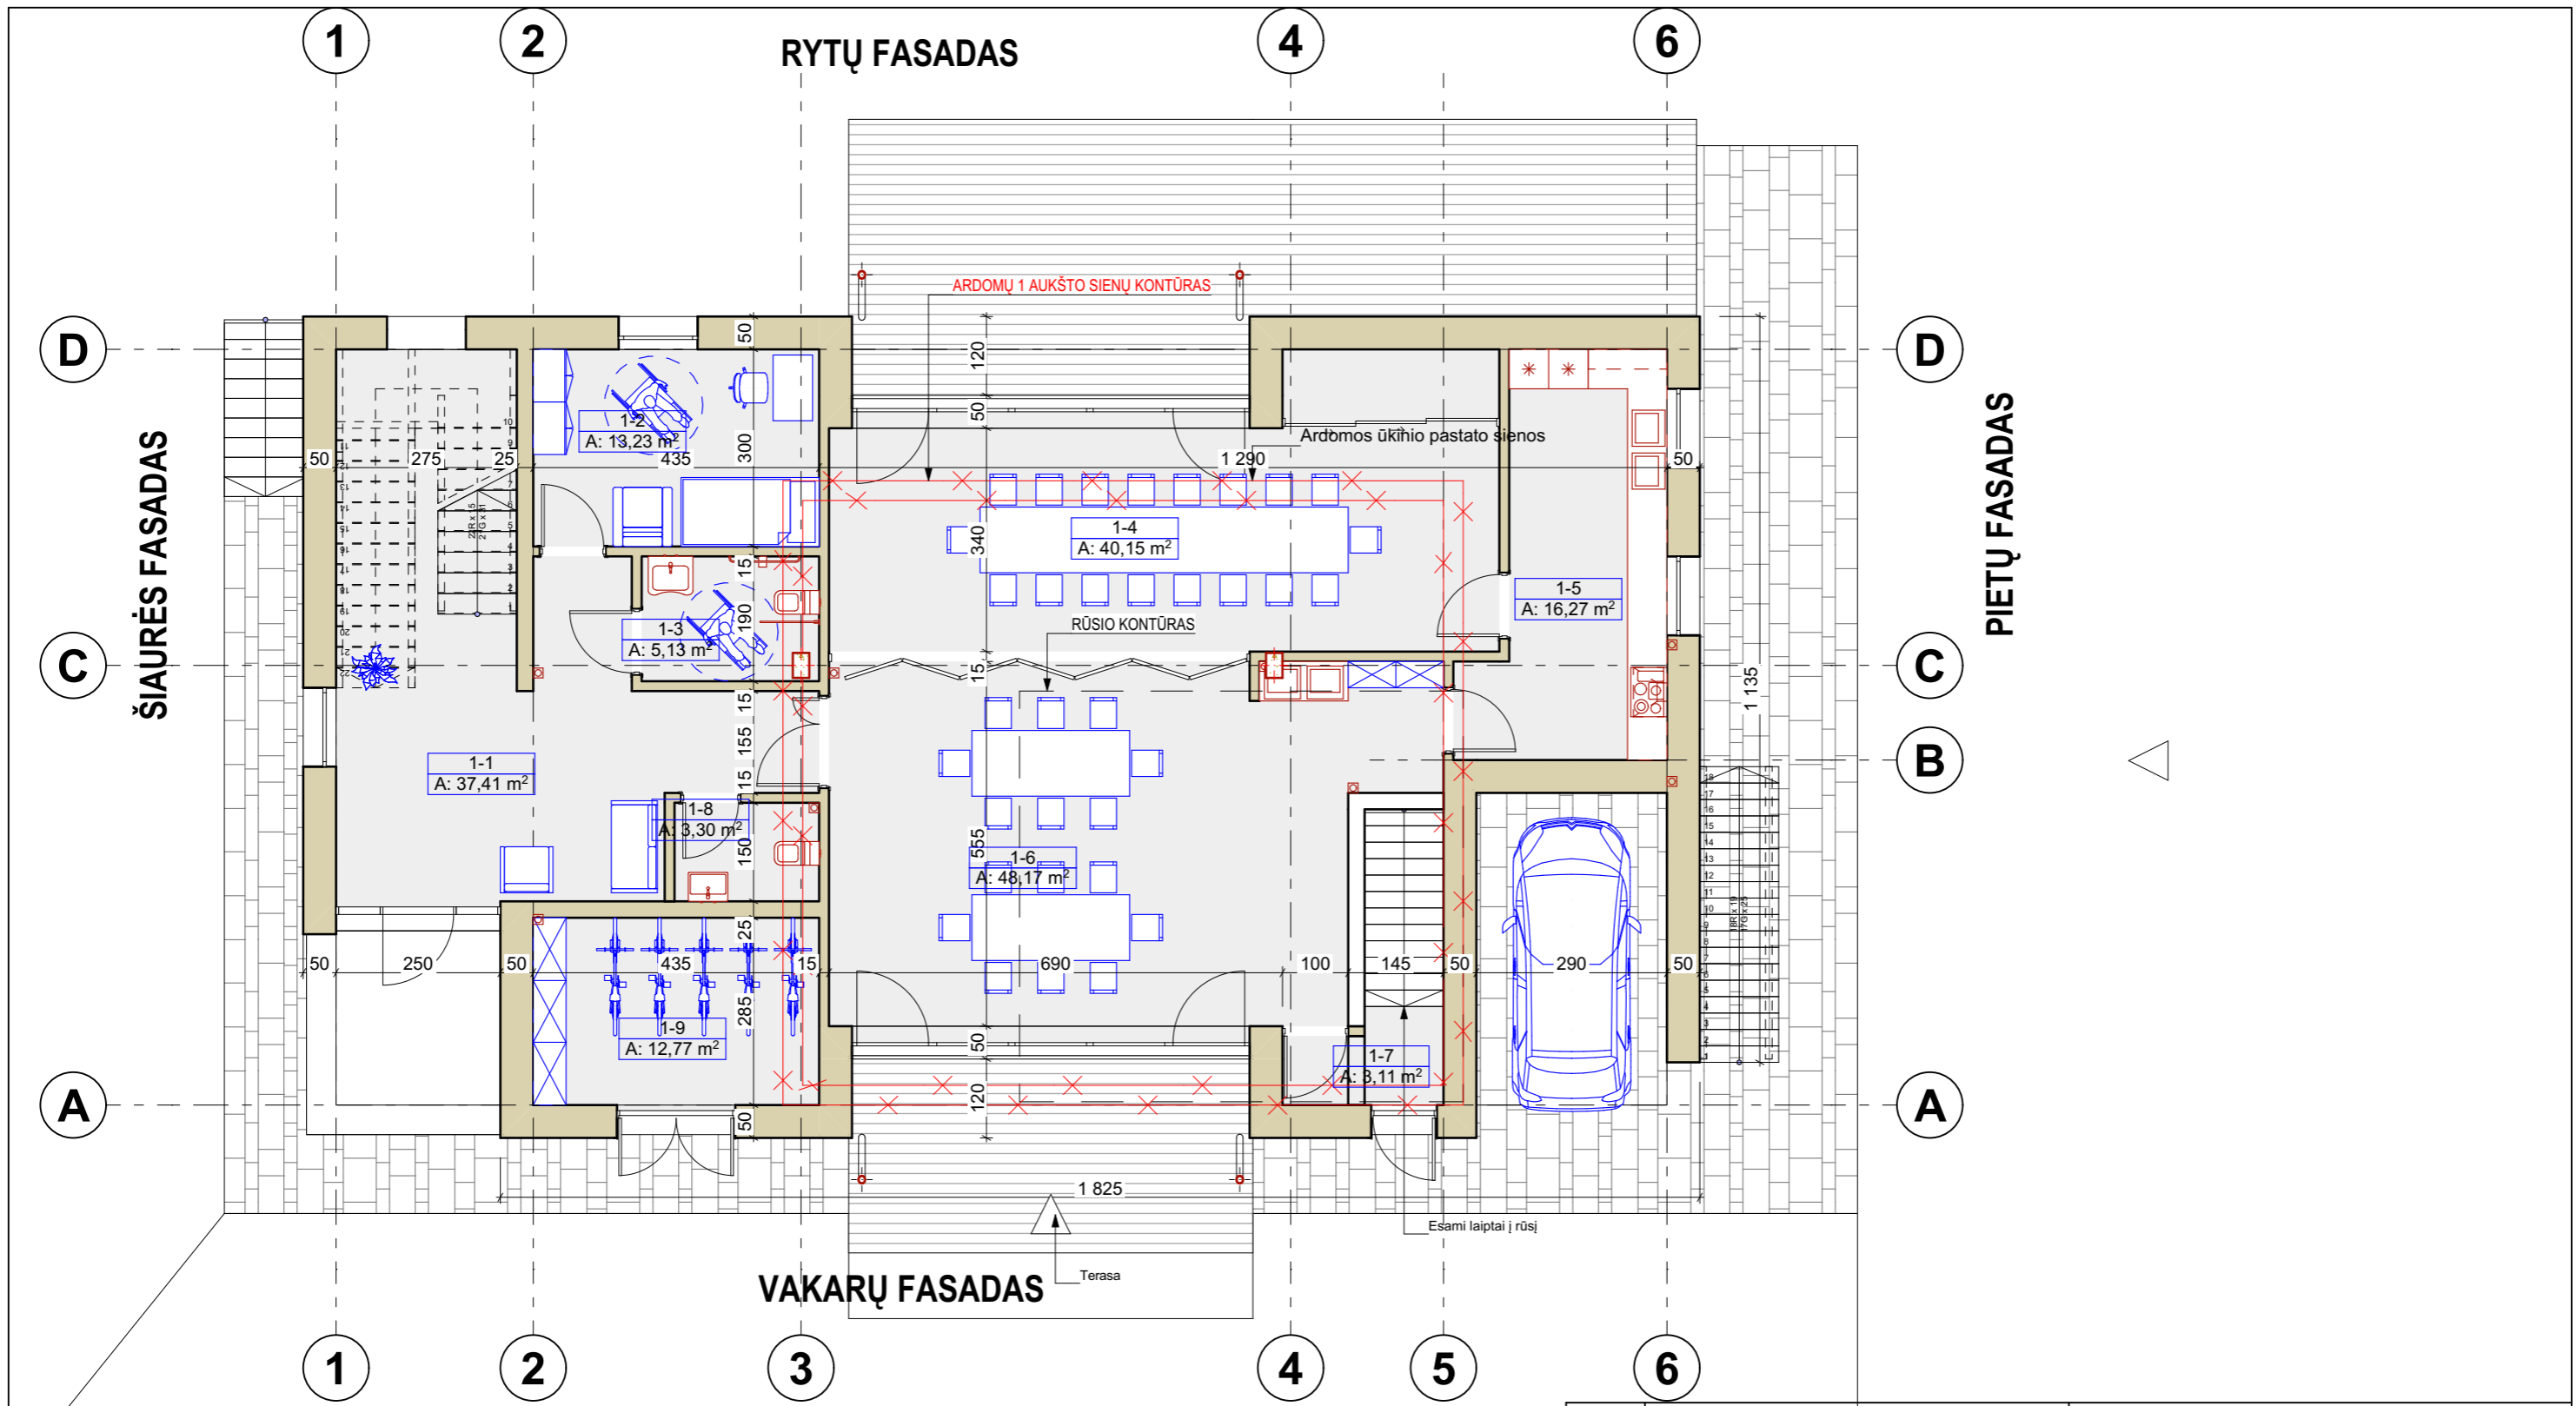 1
2
4
6
RYTŲ FASADAS
ARDOMŲ 1 AUKŠTO SIENŲ KONTŪRAS
D
D
50
120
50
1-2
A: 13,23 m²
300
Ardomos ūkinio pastato sienos
50
275
25
435
1 290
50
ŠIAURĖS FASADAS
PIETŲ FASADAS
22R x 15
1-4
A: 40,15 m²
340
15
1-5
A: 16,27 m²
190
1-3
A: 5,13 m²
RŪSIO KONTŪRAS
C
C
15
15
1 135
155
B
1-1
A: 37,41 m²
15
1-8
A: 3,30 m²
150
555
1-6
A: 48,17 m²
18R x 19
17G x 25
25
50
250
50
435
15
690
100
145
50
290
50
285
1-9
A: 12,77 m²
50
1-7
A: 3,11 m²
120
50
A
A
1 825
Esami laiptai į rūsį
Terasa
VAKARŲ FASADAS
1
2
3
4
5
6